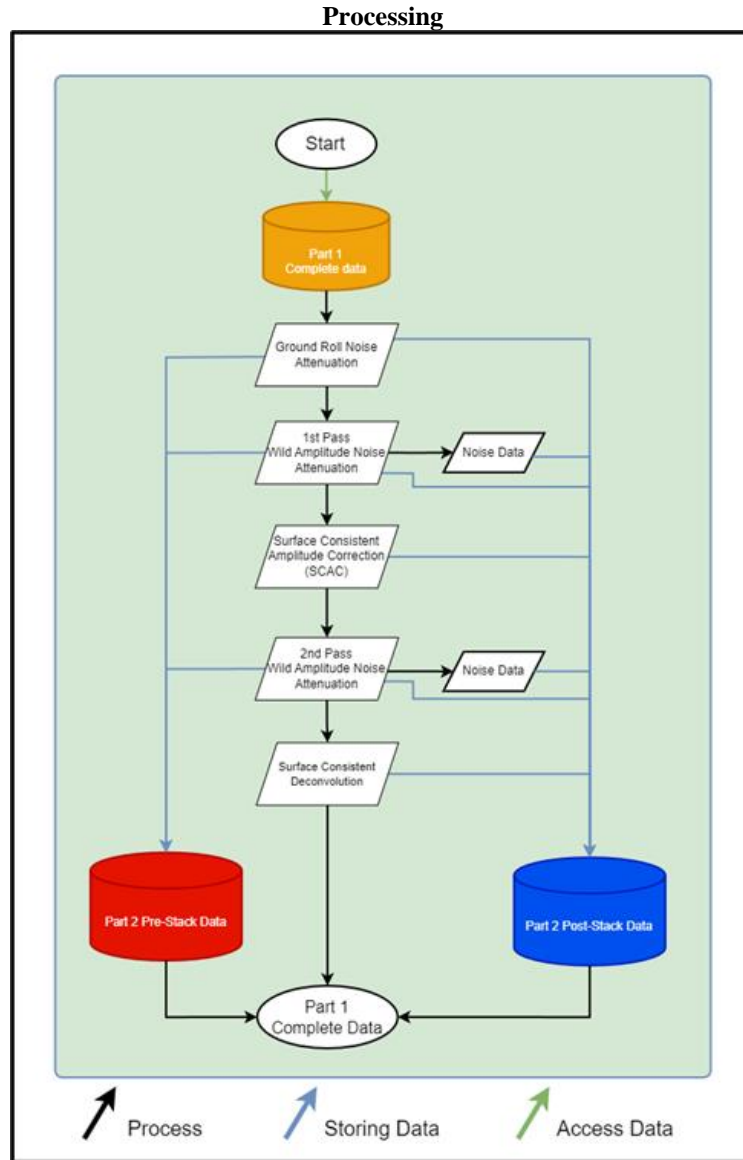 Processing
Start
Part 1
Complete data
Ground Roll Noise
Attenuation
1st Pass
Wild Amplitude Noise
Attenuation
Noise Data
Surface Consistent
Amplitude Correction
(SCAC)
2nd Pass
Wild Amplitude Noise
Attenuation
Noise Data
Surface Consistent
Deconvolution
Part 2 Pre-Stack Data
Part 2 Post-Stack Data
Part 1
Complete Data
Process
Storing Data
Access Data